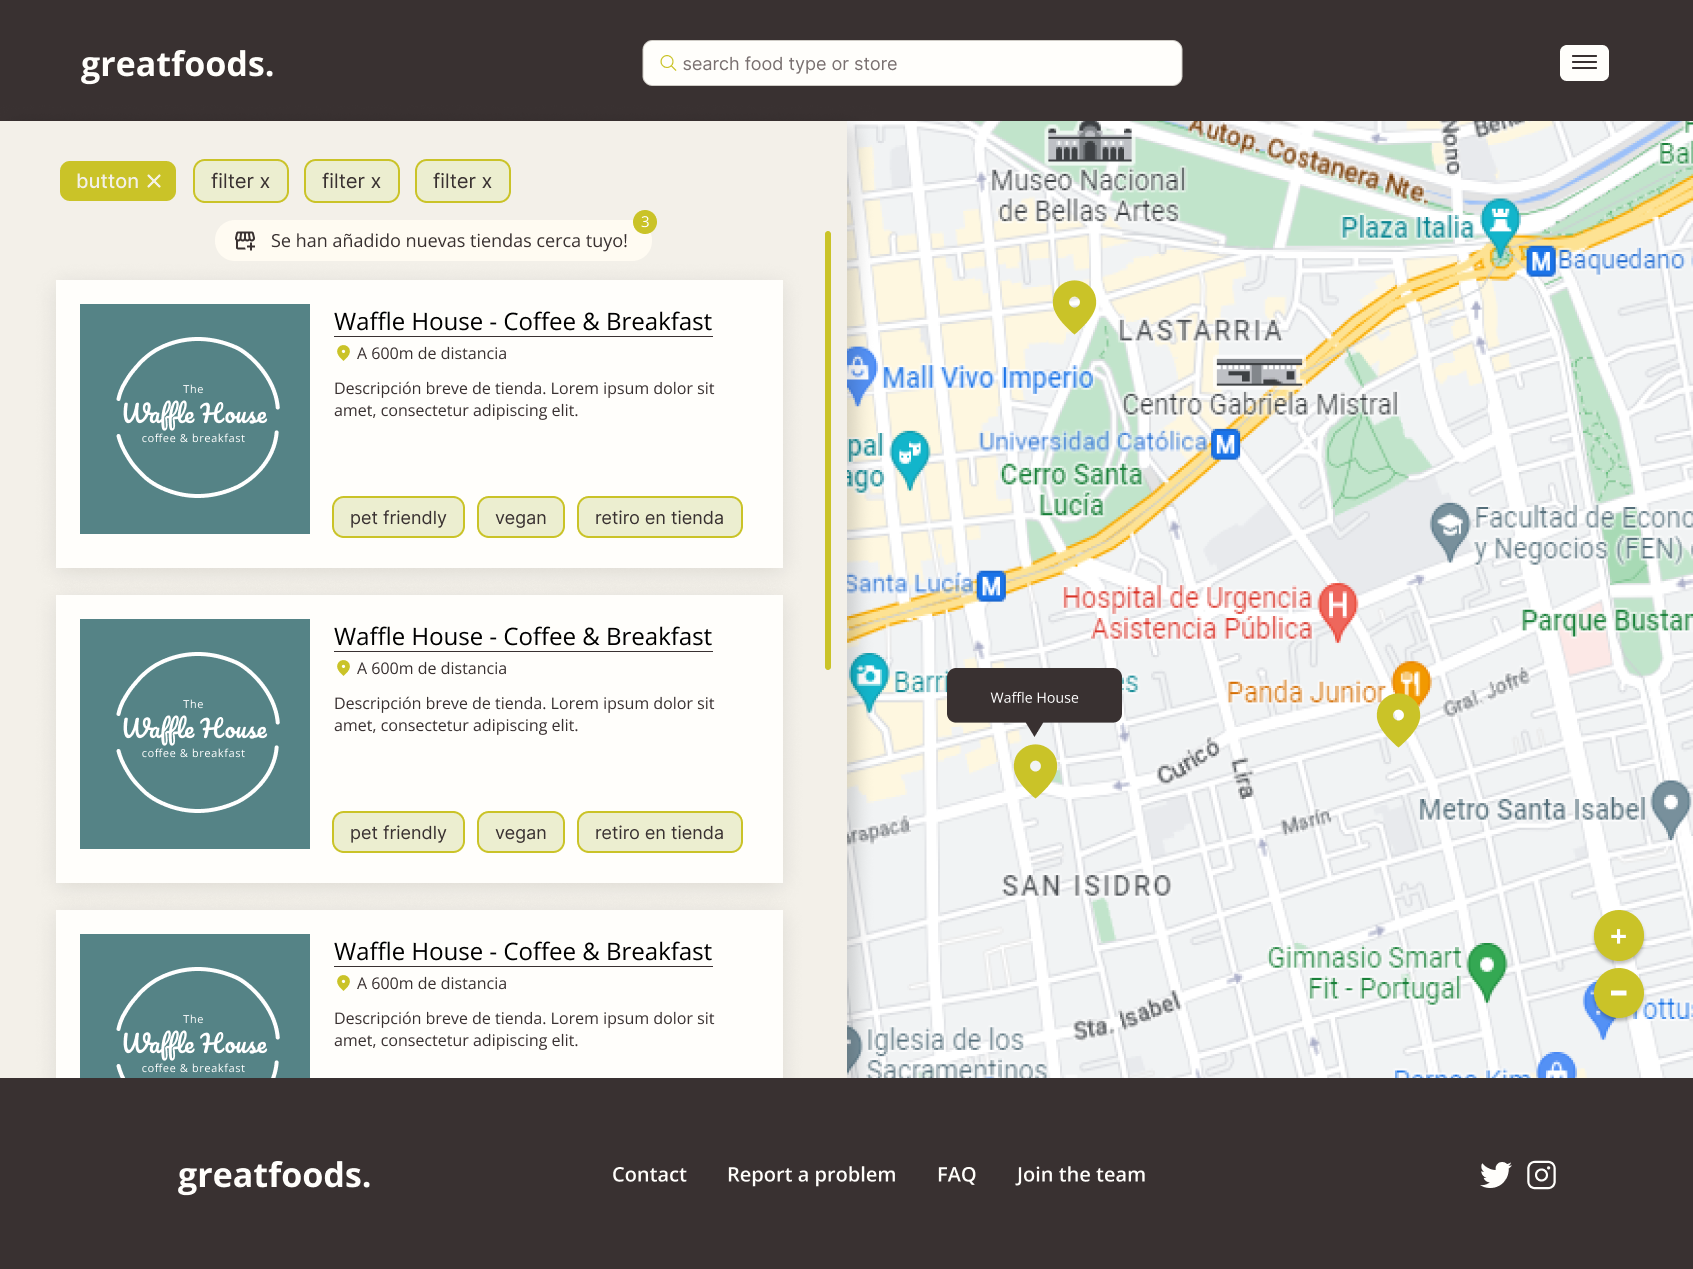 greatfoods.
search food type or store
button
filter x
filter x
filter x
Se han añadido nuevas tiendas cerca tuyo!
3
The
Waffle House
coffee & breakfast
Waffle House - Coffee & Breakfast
A 600m de distancia
Descripción breve de tienda. Lorem ipsum dolor sit
amet, consectetur adipiscing elit.
pet friendly
vegan
retiro en tienda
The
Waffle House
coffee & breakfast
Waffle House - Coffee & Breakfast
A 600m de distancia
Descripción breve de tienda. Lorem ipsum dolor sit
amet, consectetur adipiscing elit.
pet friendly
vegan
retiro en tienda
The
Waffle House
coffee & breakfast
Waffle House - Coffee & Breakfast
A 600m de distancia
Descripción breve de tienda. Lorem ipsum dolor sit
amet, consectetur adipiscing elit.
Autop. Costanera Nte.
Nono
Museo Nacional
de Bellas Artes
Plaza Italia
M
Baquedano
LASTARRIA
Mall Vivo Imperio
Centro Gabriela Mistral
Universidad Católica
M
pal
ago
Cerro Santa
Lucía
Facultad de Econo
y Negocios (FEN)
Santa Lucía
M
Hospital de Urgencia
Asistencia Pública
H
Parque Bustar
Barri
es
Waffle House
Panda Junior
Gral. Jofré
Curicó
Lira
Metro Santa Isabel
arapacá
Marín
SAN ISIDRO
+
Gimnasio Smart
Fit - Portugal
−
ottus
Sta. Isabel
Iglesia de los
Sacramentinos
greatfoods.
Contact
Report a problem
FAQ
Join the team